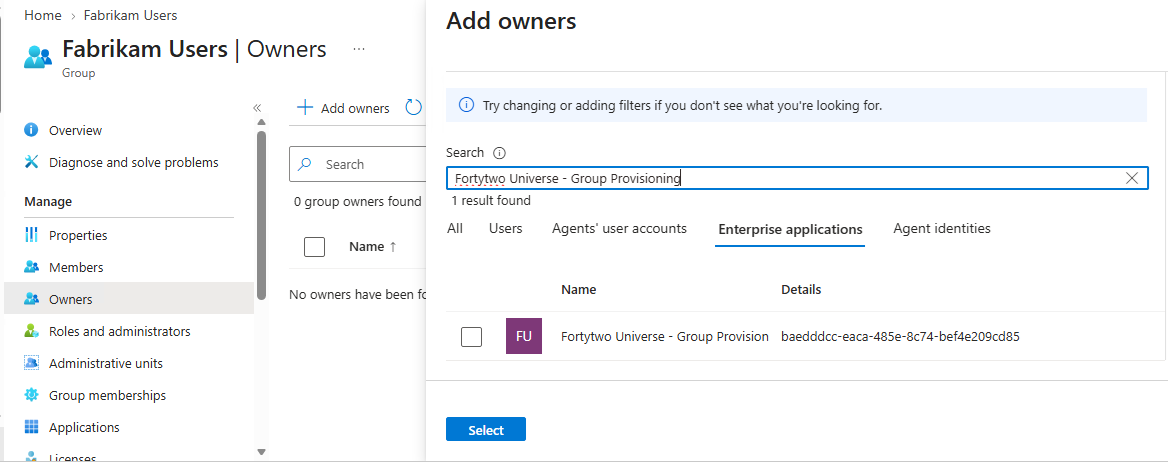 Home > Fabrikam Users
Fabrikam Users | Owners ...
Group
«
Overview
Diagnose and solve problems
Manage
Properties
Members
Owners
Roles and administrators
Administrative units
Group memberships
Applications
Licenses
+ Add owners
Search
0 group owners found
Name ↑
No owners have been fo
Add owners
Try changing or adding filters if you don't see what you're looking for.
Search
Fortytwo Universe - Group Provisioning
1 result found
All Users Agents' user accounts Enterprise applications Agent identities
Name Details
FU Fortytwo Universe - Group Provision baedddcc-eaca-485e-8c74-bef4e209cd85
Select